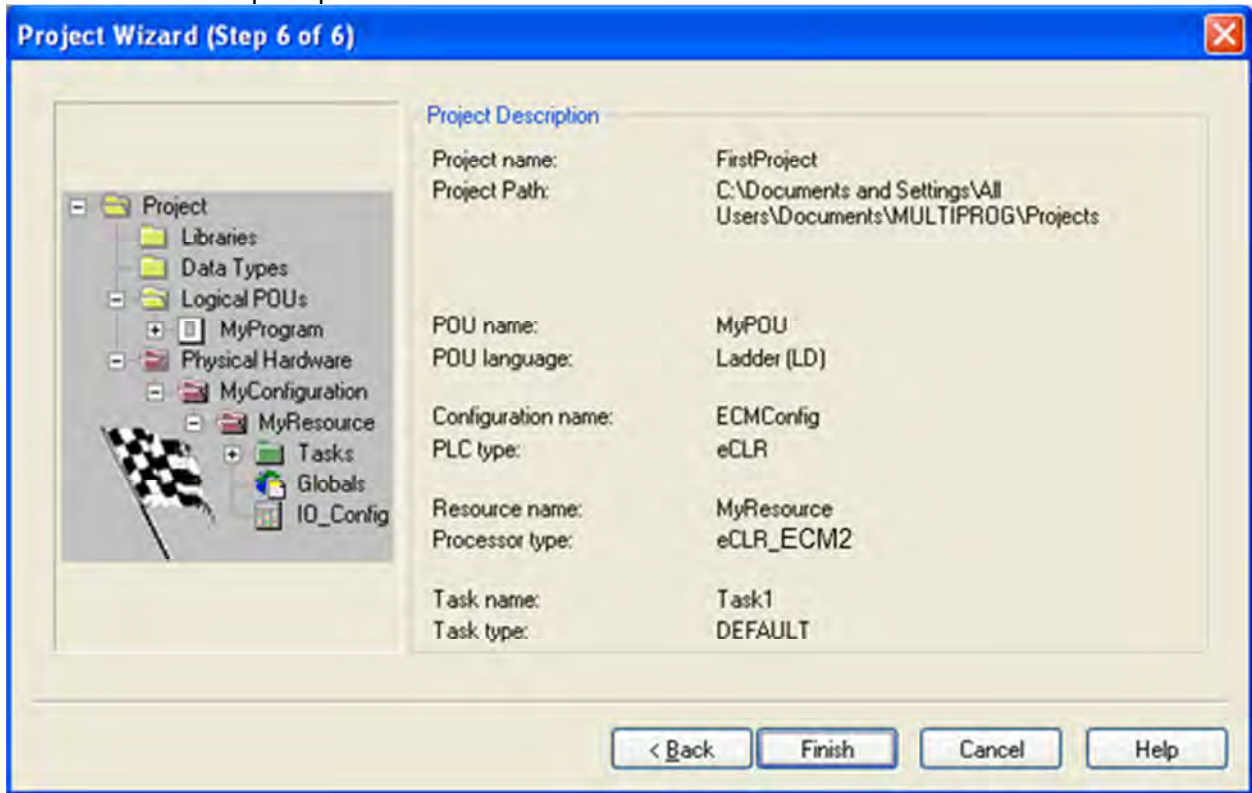 Project Wizard (Step 6 of 6)
Project
Libraries
Data Types
Logical POUs
MyProgram
Physical Hardware
MyConfiguration
MyResource
Tasks
Globals
IO_Config
Project Description
Project name: FirstProject
Project Path: C:\Documents and Settings\All
Users\Documents\MULTIPROG\Projects
POU name: MyPOU
POU language: Ladder (LD)
Configuration name: ECMConfig
PLC type: eCLR
Resource name: MyResource
Processor type: eCLR_ECM2
Task name: Task1
Task type: DEFAULT
< Back Finish Cancel Help